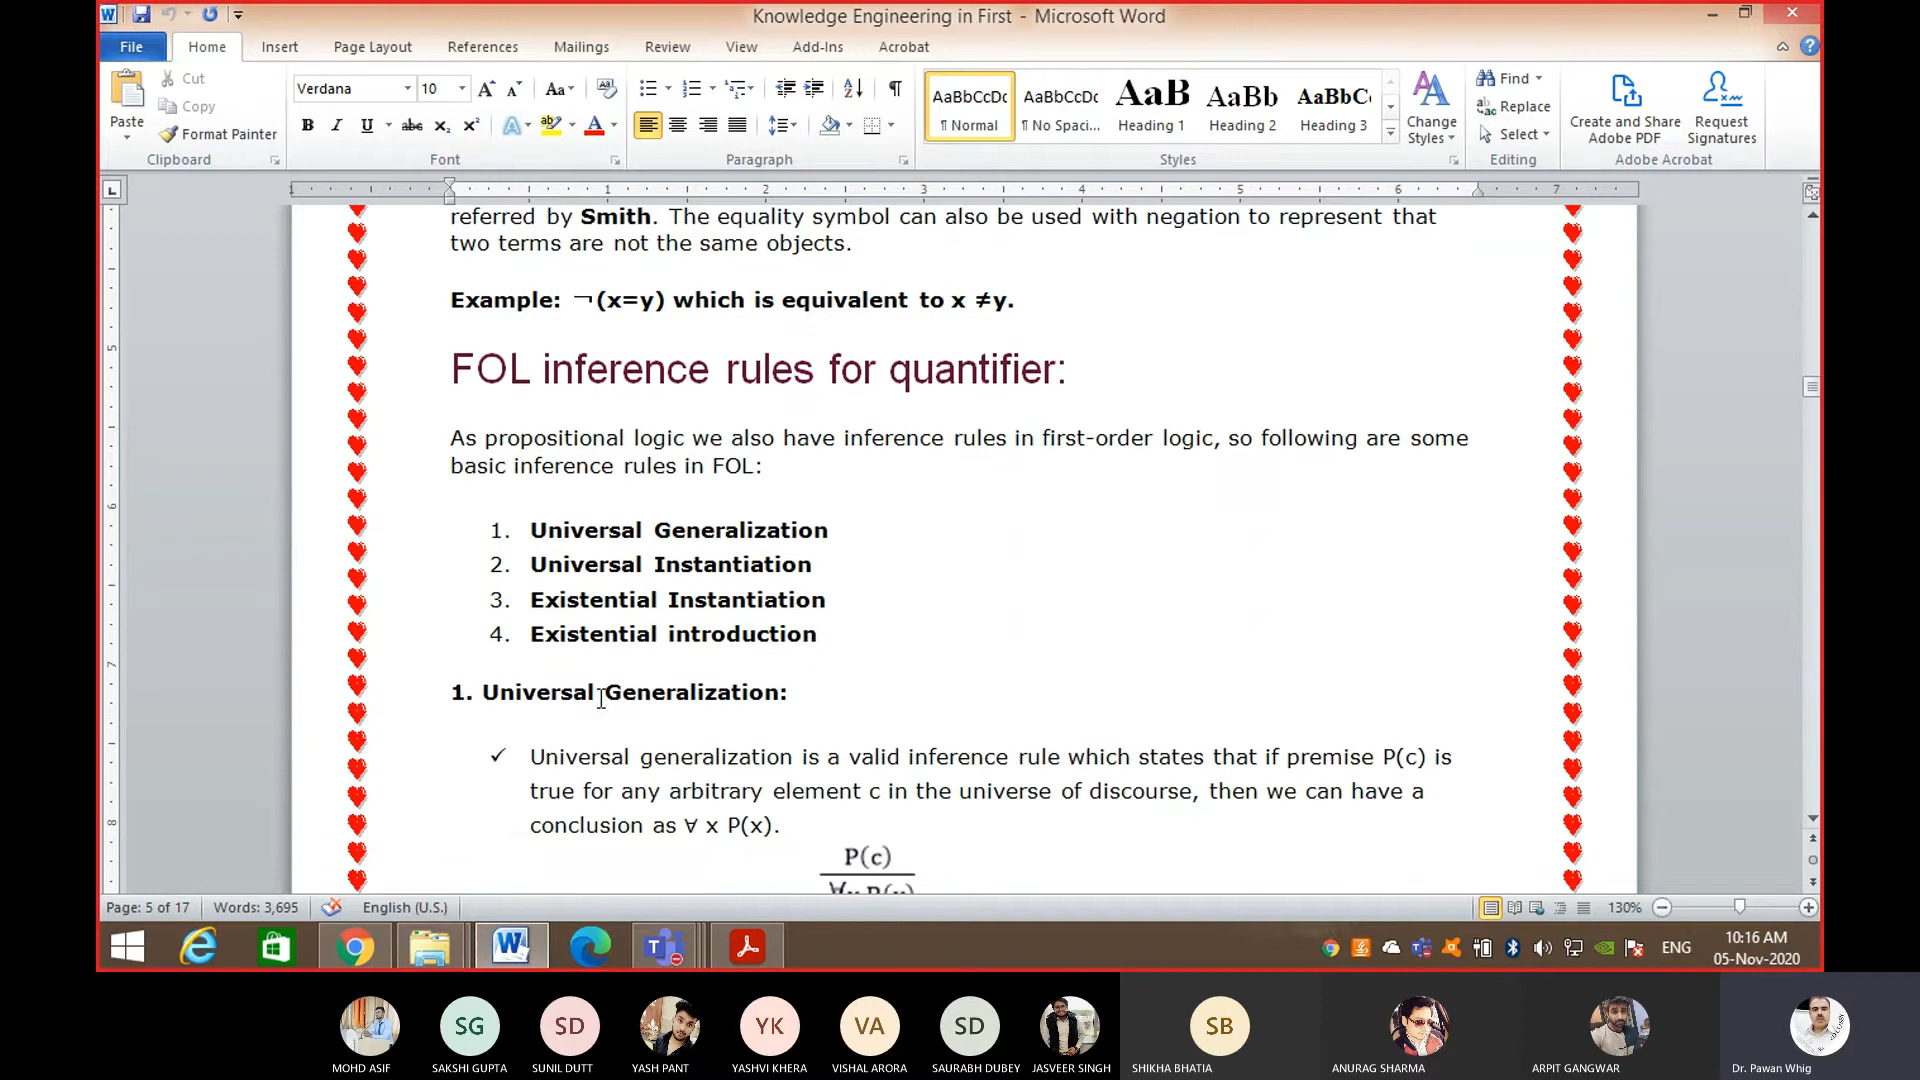 Knowledge Engineering in First - Microsoft Word
File Home Insert Page Layout References Mailings Review View Add-Ins Acrobat
Cut
Copy
Format Painter
Paste
Verdana 10
AaBbCcDc AaBbCcDc AaB AaBb AaBbC
¶ Normal ¶ No Spaci... Heading 1 Heading 2 Heading 3
Change Styles
Find
Replace
Select
Create and Share Adobe PDF
Request Signatures
Clipboard Font Paragraph Styles Editing Adobe Acrobat
1 1 2 3 4 5 6 7
referred by Smith. The equality symbol can also be used with negation to represent that
two terms are not the same objects.
Example: ¬(x=y) which is equivalent to x ≠y.
FOL inference rules for quantifier:
As propositional logic we also have inference rules in first-order logic, so following are some
basic inference rules in FOL:
1. Universal Generalization
2. Universal Instantiation
3. Existential Instantiation
4. Existential introduction
1. Universal Generalization:
✓ Universal generalization is a valid inference rule which states that if premise P(c) is
true for any arbitrary element c in the universe of discourse, then we can have a
conclusion as ∀ x P(x).
P(c)
∀x P(x)
Page: 5 of 17 Words: 3,695 English (U.S.) 130%
ENG
10:16 AM
05-Nov-2020
SG SD YK VA SD SB
MOHD ASIF SAKSHI GUPTA SUNIL DUTT YASH PANT YASHVI KHERA VISHAL ARORA SAURABH DUBEY JASVEER SINGH SHIKHA BHATIA ANURAG SHARMA ARPIT GANGWAR Dr. Pawan Whig